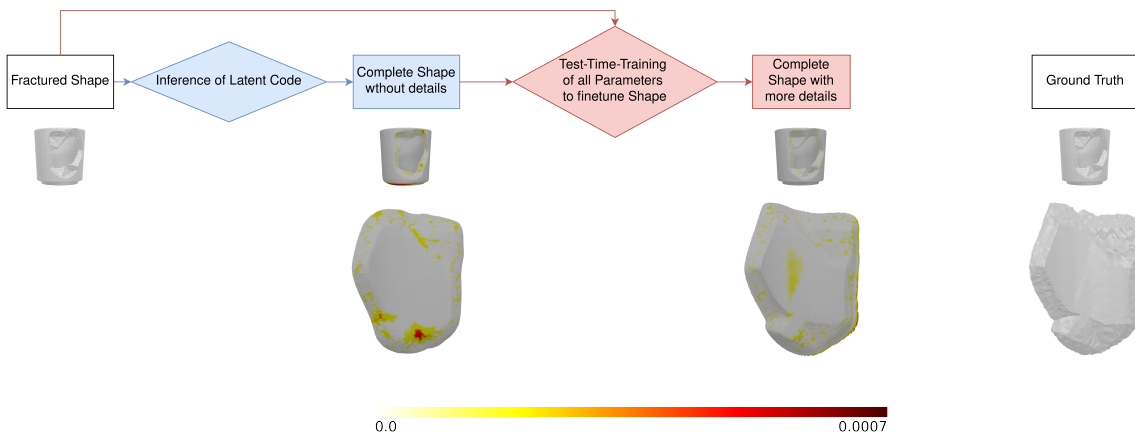 Fractured Shape
Inference of Latent Code
Complete Shape
wthout details
Test-Time-Training
of all Parameters
to finetune Shape
Complete
Shape with
more details
Ground Truth
0.0
0.0007